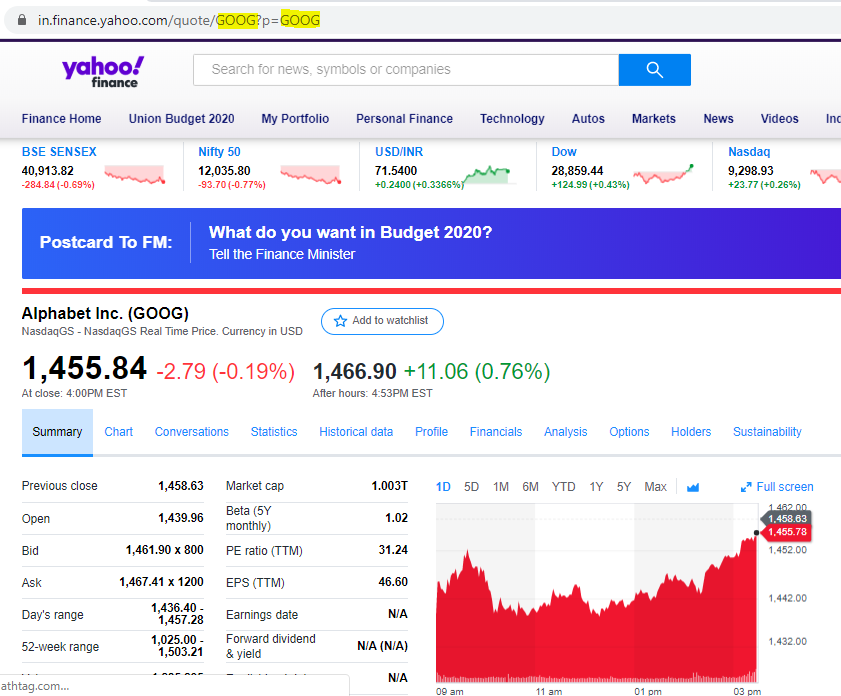 in.finance.yahoo.com/quote/GOOG?p=GOOG
yahoo!
finance
Search for news, symbols or companies
Finance Home Union Budget 2020 My Portfolio Personal Finance Technology Autos Markets News Videos
BSE SENSEX Nifty 50 USD/INR Dow Nasdaq
40,913.82 12,035.80 71.5400 28,859.44 9,298.93
-284.84 (-0.69%) -93.70 (-0.77%) +0.2400 (+0.3366%) +124.99 (+0.43%) +23.77 (+0.26%)
Postcard To FM: What do you want in Budget 2020?
Tell the Finance Minister
Alphabet Inc. (GOOG)
NasdaqGS - NasdaqGS Real Time Price. Currency in USD
Add to watchlist
1,455.84 -2.79 (-0.19%) 1,466.90 +11.06 (0.76%)
At close: 4:00PM EST After hours: 4:53PM EST
Summary Chart Conversations Statistics Historical data Profile Financials Analysis Options Holders Sustainability
Previous close 1,458.63
Open 1,439.96
Bid 1,461.90 x 800
Ask 1,467.41 x 1200
Day's range 1,436.40 -
1,457.28
52-week range 1,025.00 -
1,503.21
Market cap 1.003T
Beta (5Y
monthly) 1.02
PE ratio (TTM) 31.24
EPS (TTM) 46.60
Earnings date N/A
Forward dividend
& yield N/A (N/A)
N/A
1D 5D 1M 6M YTD 1Y 5Y Max Full screen
1,462.00
1,458.63
1,455.78
1,452.00
1,442.00
1,432.00
09 am 11 am 01 pm 03 pm
athtag.com...